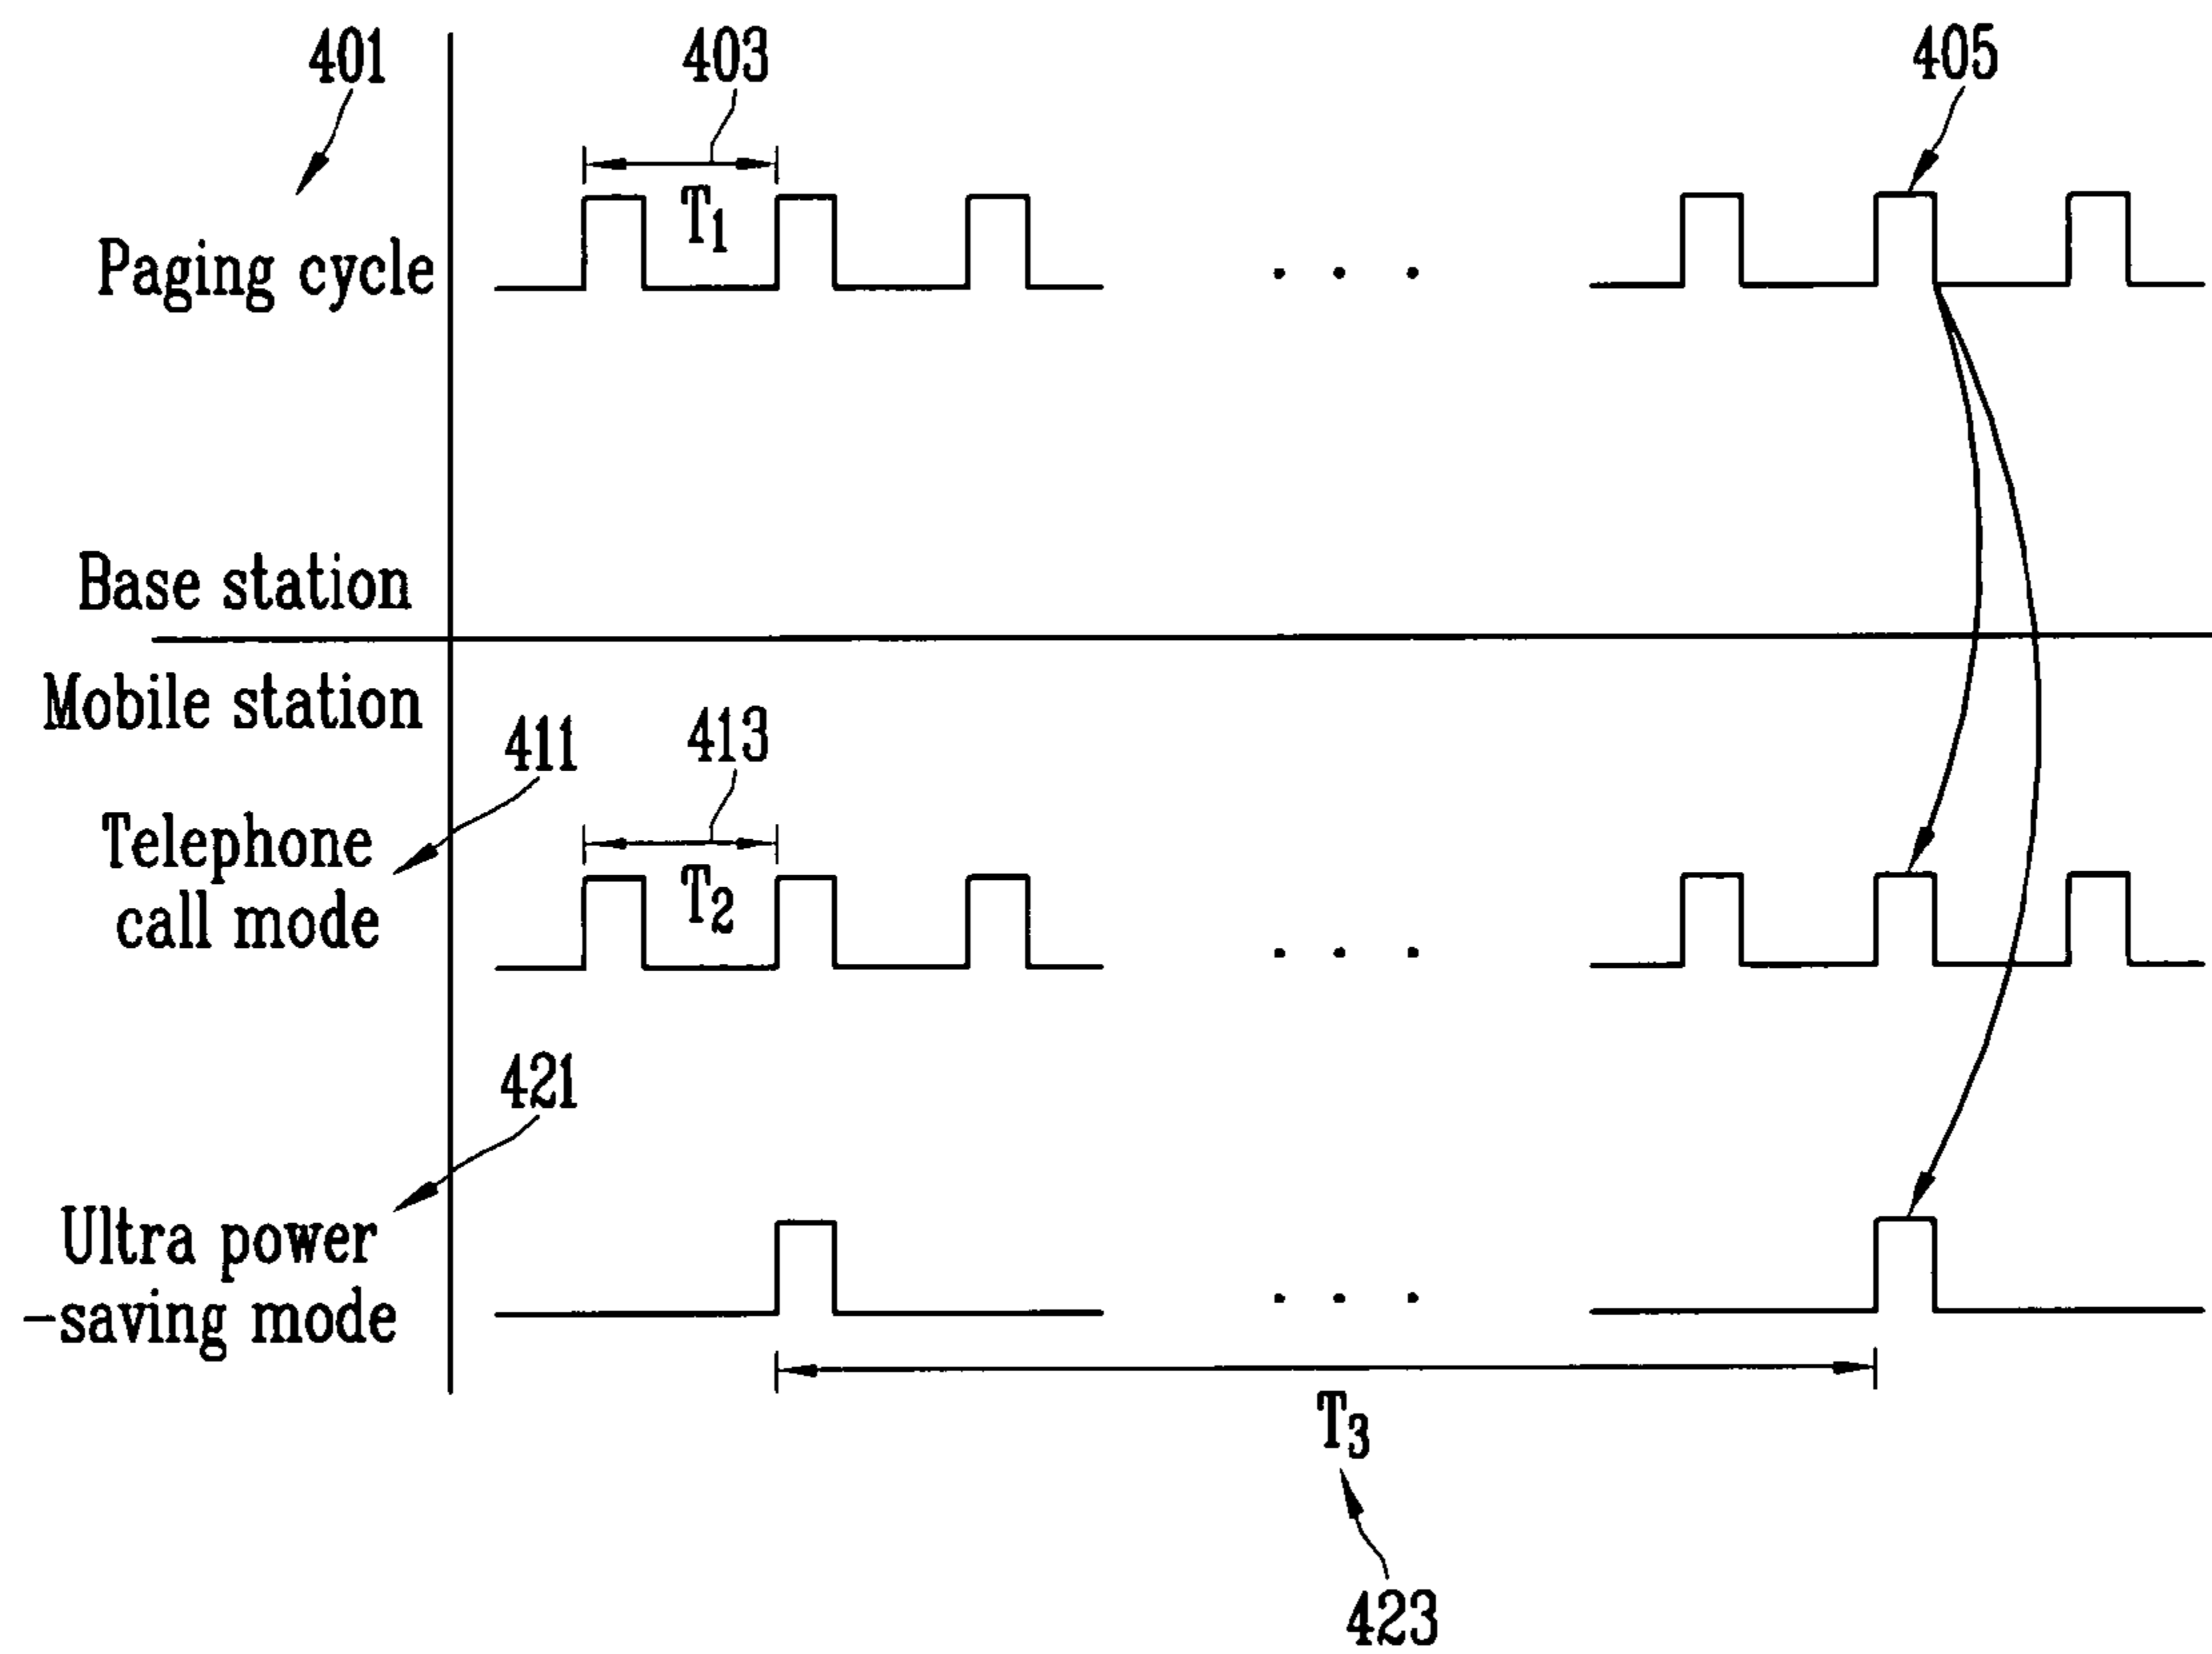 401
403
405
T1
Paging cycle
Base station
Mobile station
411
413
Telephone
call mode
T2
421
Ultra power
-saving mode
T3
423